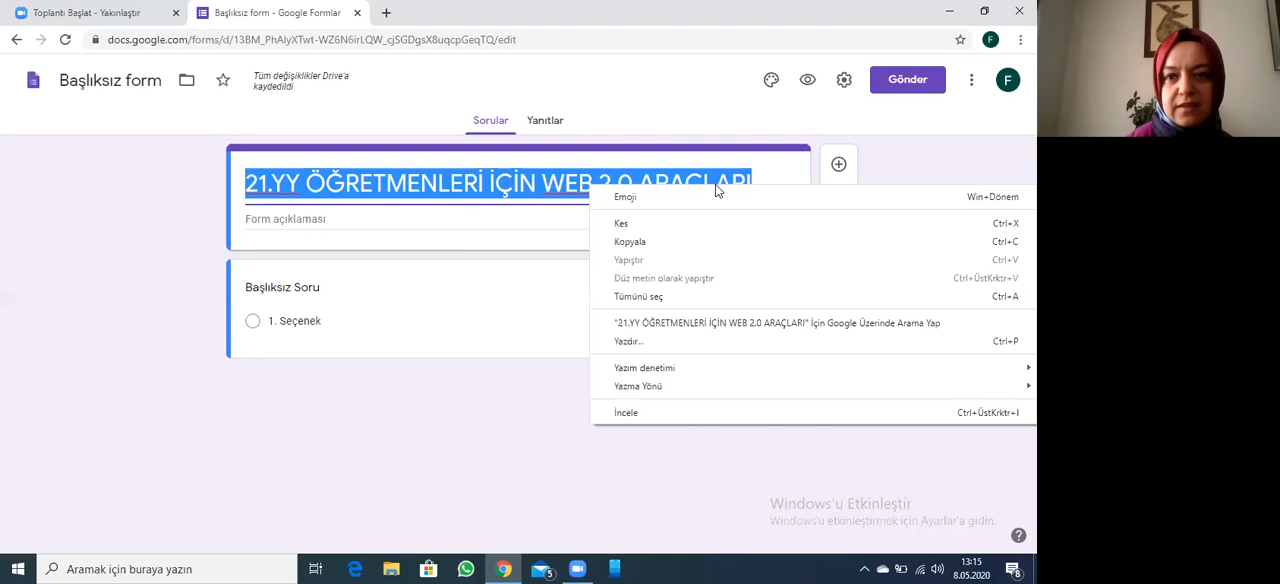 Toplantı Başlat - Yakınlaştır
Başlıksız form - Google Formlar
docs.google.com/forms/d/13BM_PhAlyXTwt-WZ6N6irLQW_cjSGDgsX8uqcpGeqTQ/edit
F
Başlıksız form
Tüm değişiklikler Drive'a
kaydedildi
Gönder
F
Sorular
Yanıtlar
21.YY ÖĞRETMENLERİ İÇİN WEB 2.0 ARAÇLARI
Form açıklaması
Başlıksız Soru
1. Seçenek
Emoji Win+Dönem
Kes Ctrl+X
Kopyala Ctrl+C
Yapıştır Ctrl+V
Düz metin olarak yapıştır Ctrl+ÜstKrktr+V
Tümünü seç Ctrl+A
"21.YY ÖĞRETMENLERİ İÇİN WEB 2.0 ARAÇLARI" İçin Google Üzerinde Arama Yap
Yazdır... Ctrl+P
Yazım denetimi
Yazma Yönü
İncele Ctrl+ÜstKrktr+I
Windows'u Etkinleştir
Windows'u etkinleştirmek için Ayarlar'a gidin.
Aramak için buraya yazın
5
13:15
8.05.2020
8